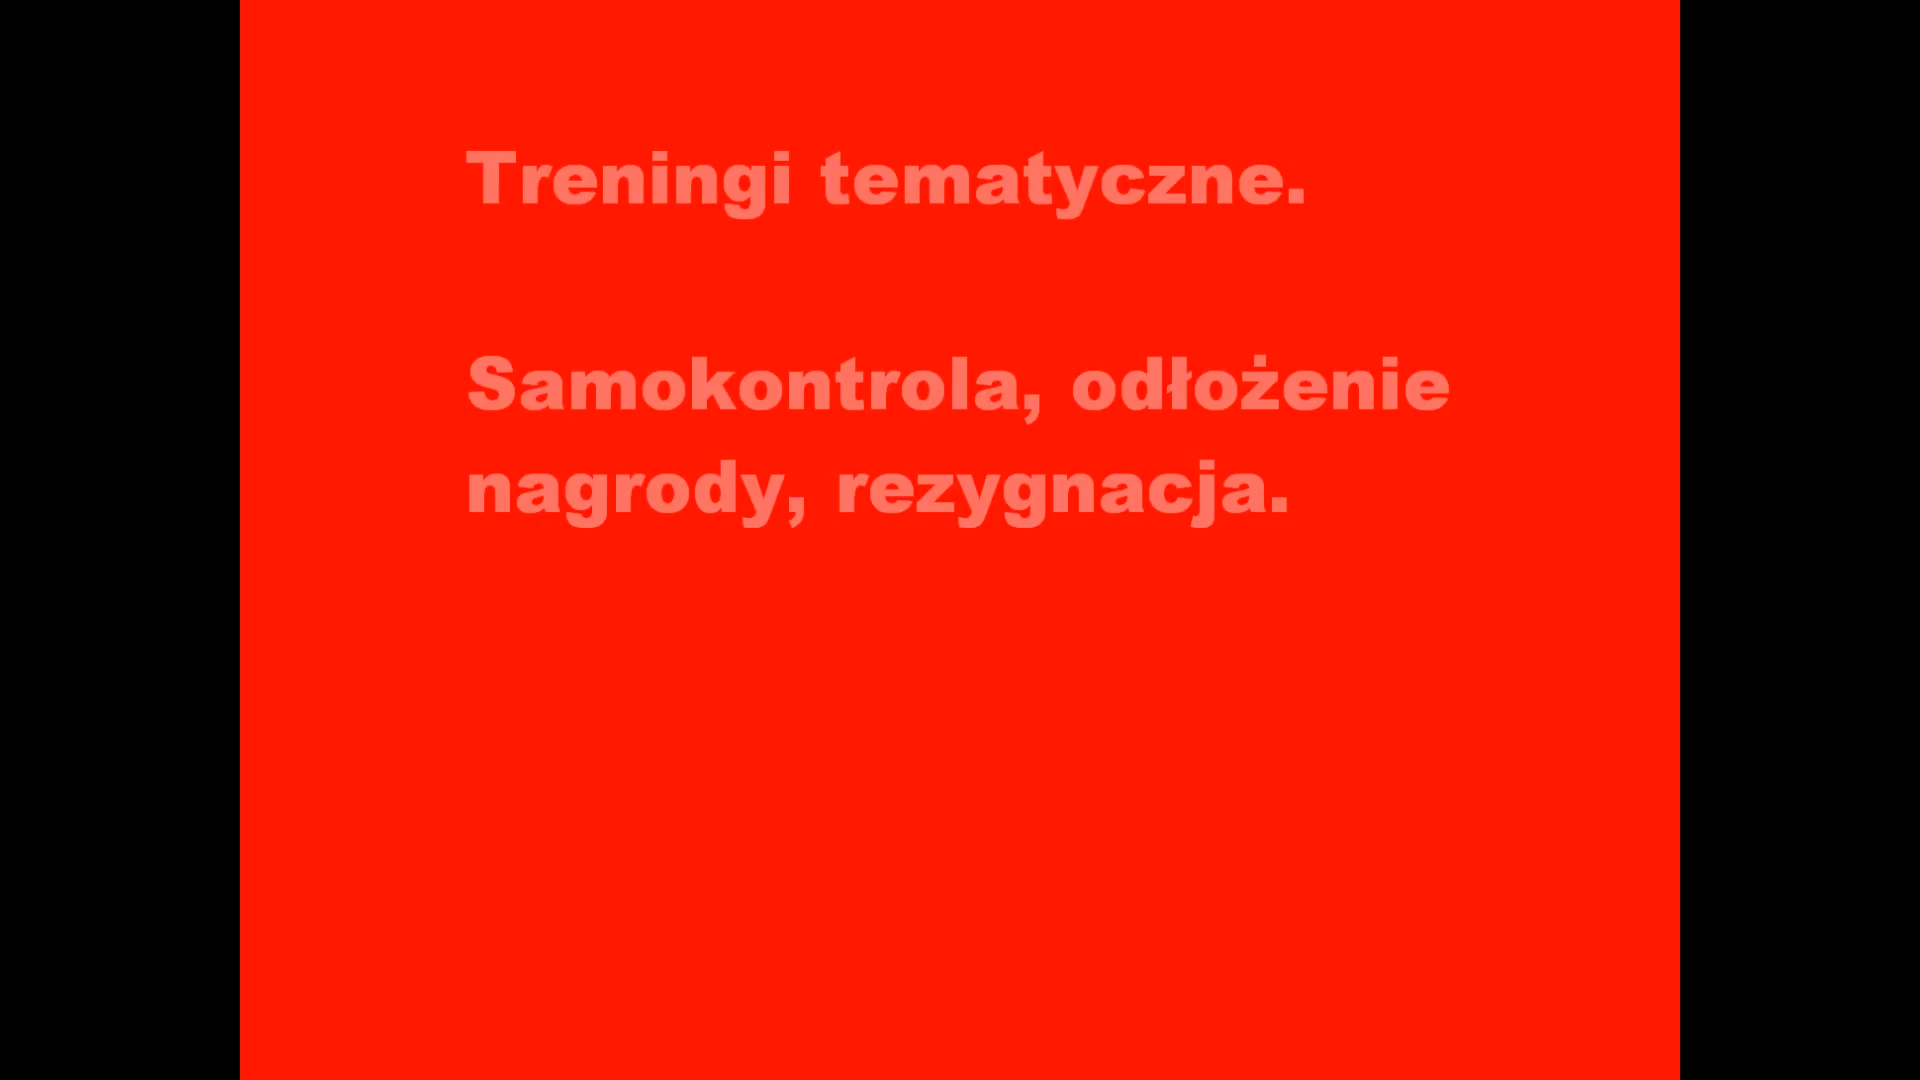 Treningi tematyczne.
Samokontrola, odłożenie
nagrody, rezygnacja.